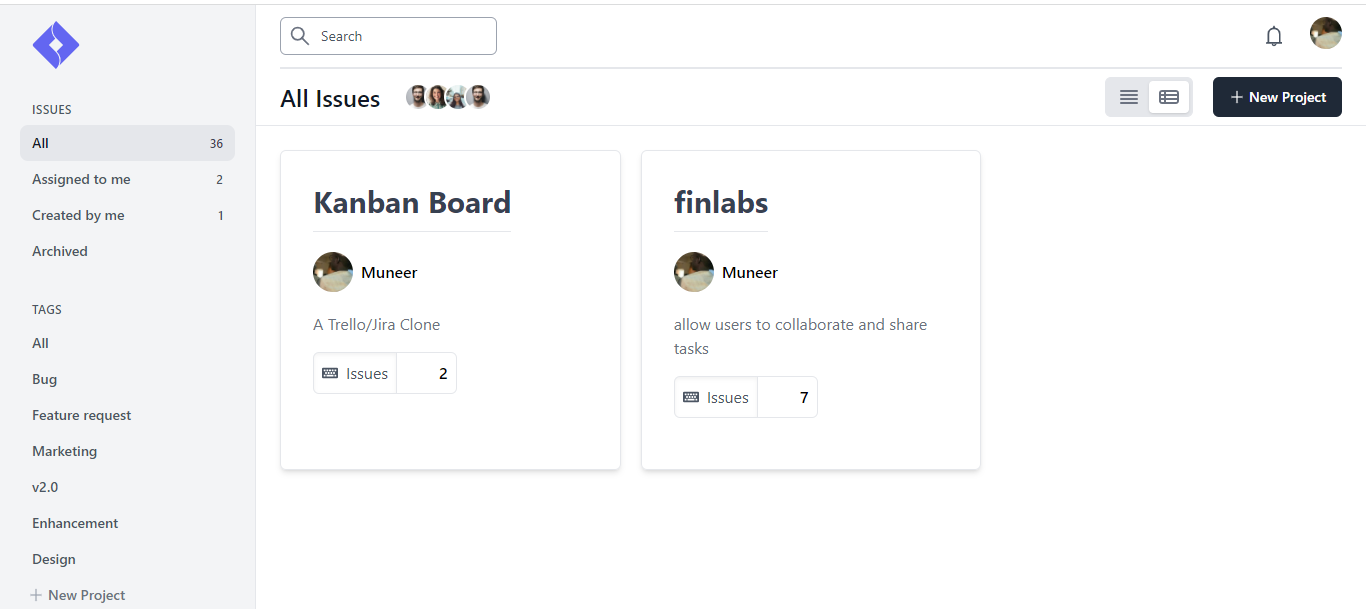 Search
ISSUES
All 36
Assigned to me 2
Created by me 1
Archived
TAGS
All
Bug
Feature request
Marketing
v2.0
Enhancement
Design
New Project
All Issues
New Project
Kanban Board
Muneer
A Trello/Jira Clone
Issues 2
finlabs
Muneer
allow users to collaborate and share
tasks
Issues 7